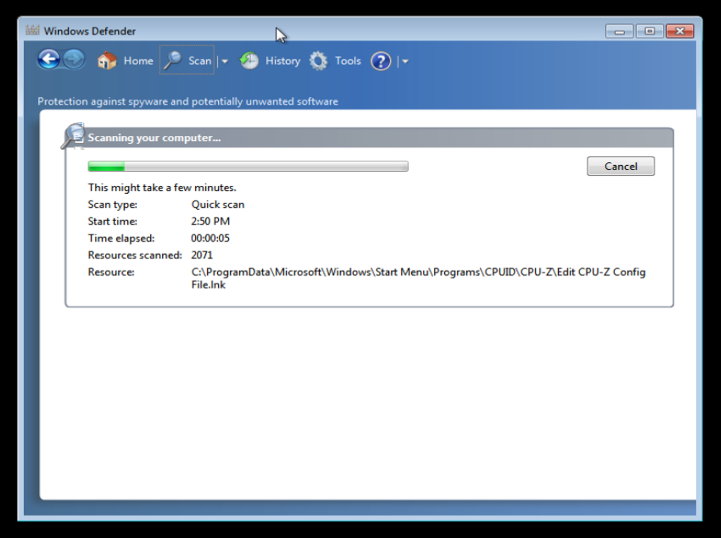 Windows Defender
Home Scan History Tools ?
Protection against spyware and potentially unwanted software
Scanning your computer...
Cancel
This might take a few minutes.
Scan type: Quick scan
Start time: 2:50 PM
Time elapsed: 00:00:05
Resources scanned: 2071
Resource: C:\ProgramData\Microsoft\Windows\Start Menu\Programs\CPUID\CPU-Z\Edit CPU-Z Config
File.lnk